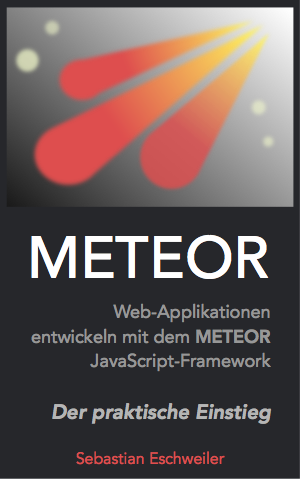 METEOR
Web-Applikationen
entwickeln mit dem METEOR
JavaScript-Framework
Der praktische Einstieg
Sebastian Eschweiler